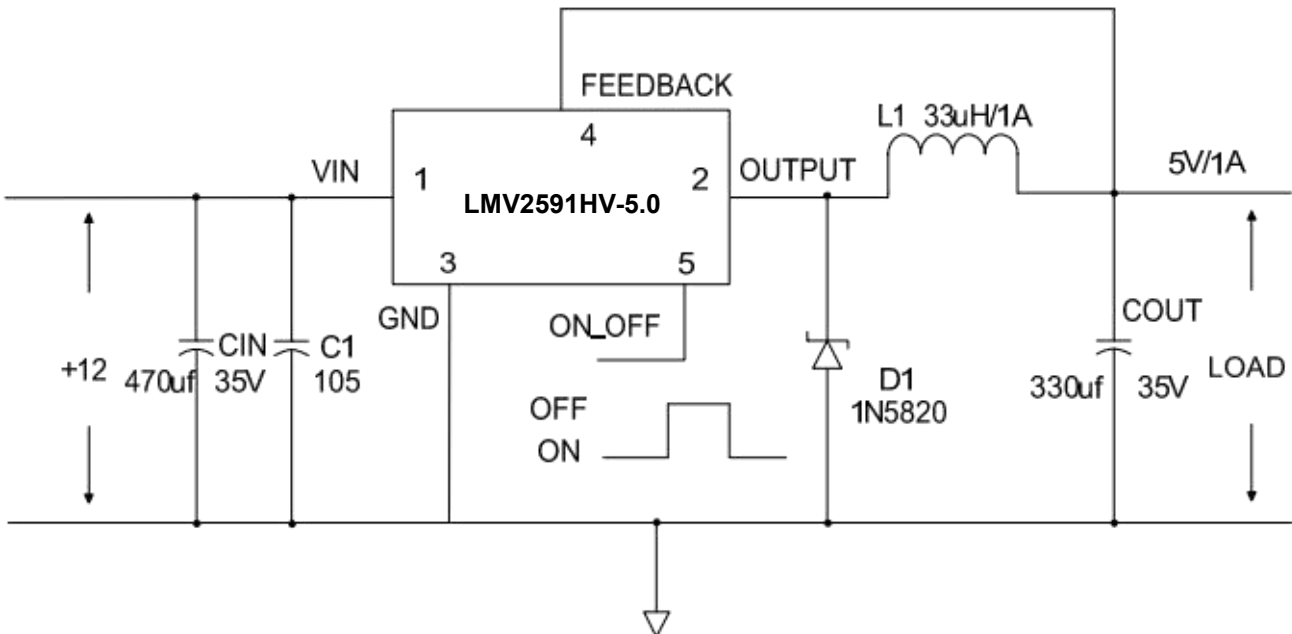 FEEDBACK
L1 33uH/1A
4
VIN
1
2
OUTPUT
5V/1A
LMV2591HV-5.0
3
5
GND
ON_OFF
COUT
+12
CIN
C1
470uf
35V
105
D1
1N5820
330uf
35V
LOAD
OFF
ON